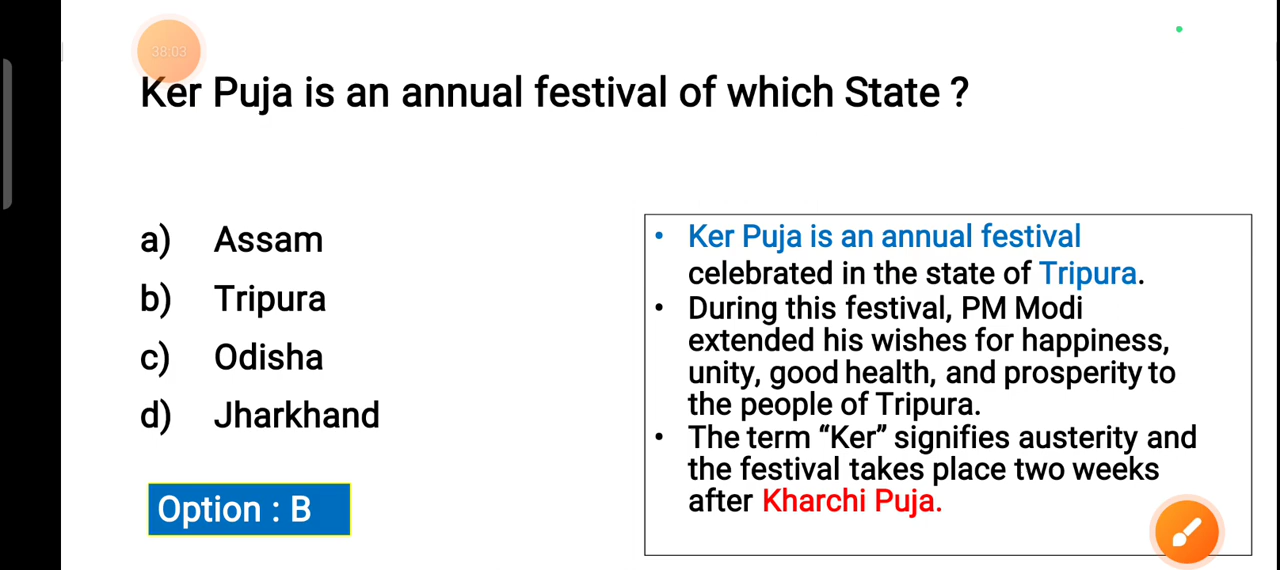 38:03
Ker Puja is an annual festival of which State ?
a) Assam
b) Tripura
c) Odisha
d) Jharkhand
Option : B
• Ker Puja is an annual festival
celebrated in the state of Tripura.
• During this festival, PM Modi
extended his wishes for happiness,
unity, good health, and prosperity to
the people of Tripura.
• The term “Ker” signifies austerity and
the festival takes place two weeks
after Kharchi Puja.